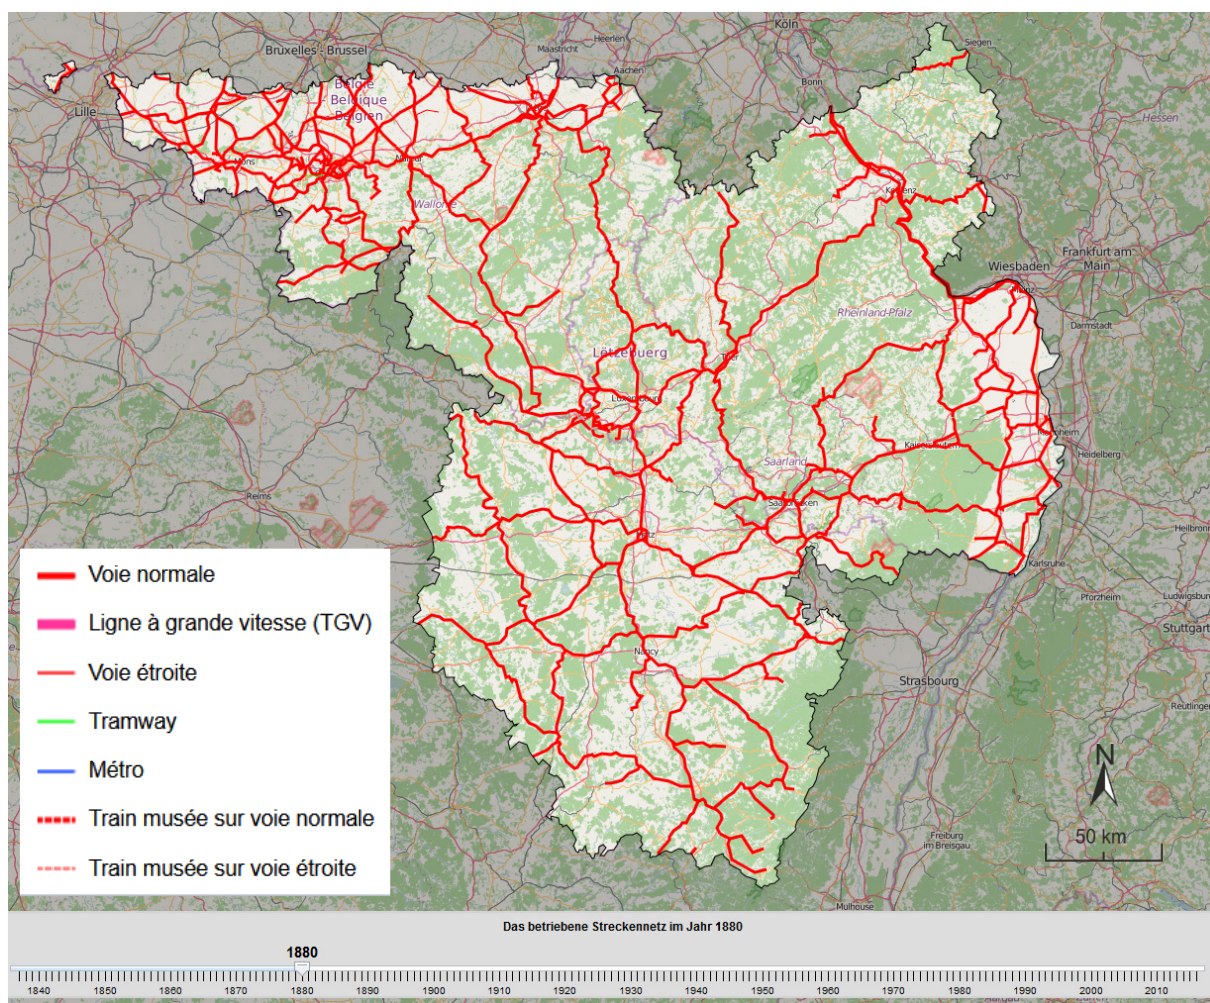 Köln
Siegen
Heerlen
Maastricht
Bruxelles - Brussel
Aachen
Bonn
België
- Belgique
- Belgien
Lille
Hessen
Mons
Namur
Koblenz
Wallonie
Frankfurt am
Main
Wiesbaden
Mainz
Rheinland-Pfalz
Darmstadt
Lëtzebuerg
Trier
Luxembourg
Mannheim
Kaiserslautern
Heidelberg
Saarland
Reims
Saarbrücken
Heilbronn
Metz
Karlsruhe
Pforzheim
Ludwigsbur
Stuttgart
Nancy
Strasbourg
Reutlingen
Voie normale
Ligne à grande vitesse (TGV)
Voie étroite
Tramway
Métro
Train musée sur voie normale
Train musée sur voie étroite
N
50 km
Freiburg
im Breisgau
Mulhouse
Das betriebene Streckennetz im Jahr 1880
1880
1840 1850 1860 1870 1880 1890 1900 1910 1920 1930 1940 1950 1960 1970 1980 1990 2000 2010